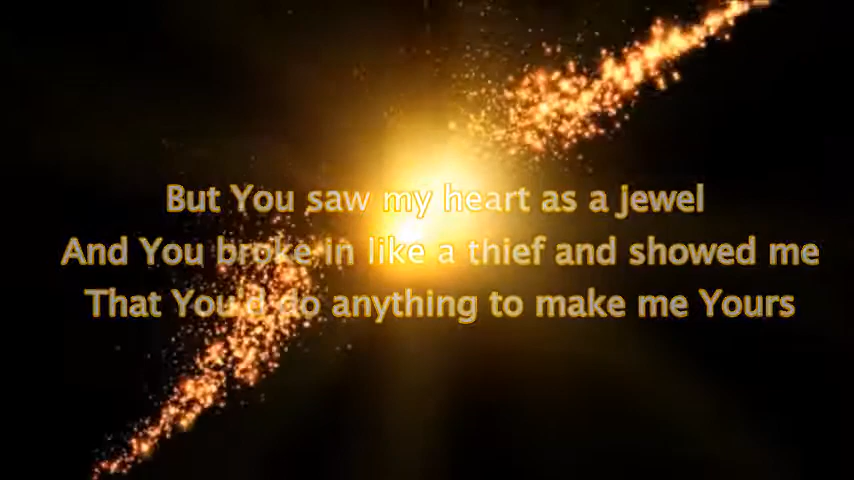 But You saw my heart as a jewel
And You broke in like a thief and showed me
That You'd do anything to make me Yours